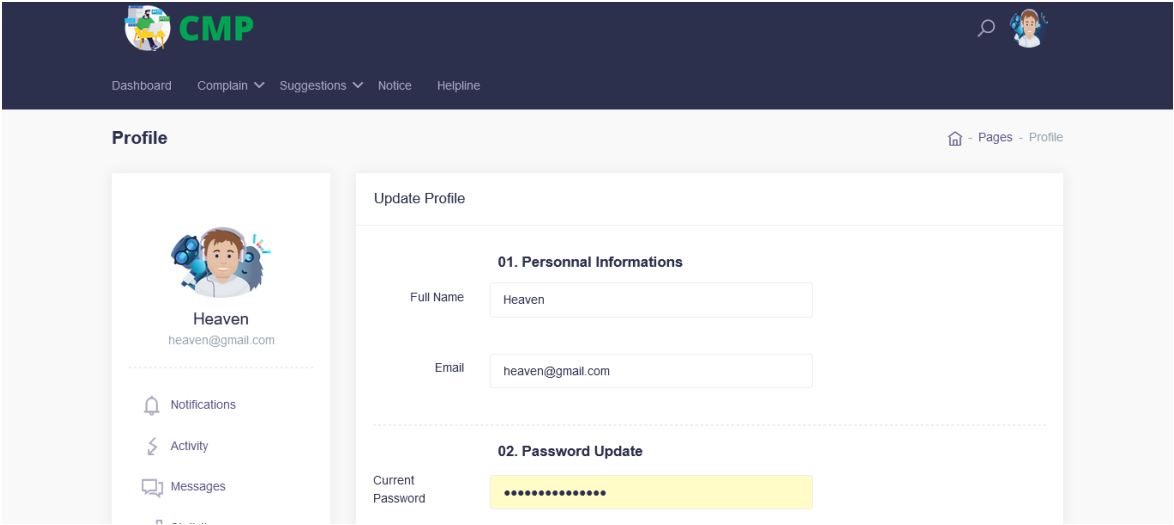 CMP
Dashboard Complain Suggestions Notice Helpline
Profile
- Pages - Profile
Heaven
heaven@gmail.com
Notifications
Activity
Messages
Update Profile
01. Personnal Informations
Full Name Heaven
Email heaven@gmail.com
02. Password Update
Current
Password